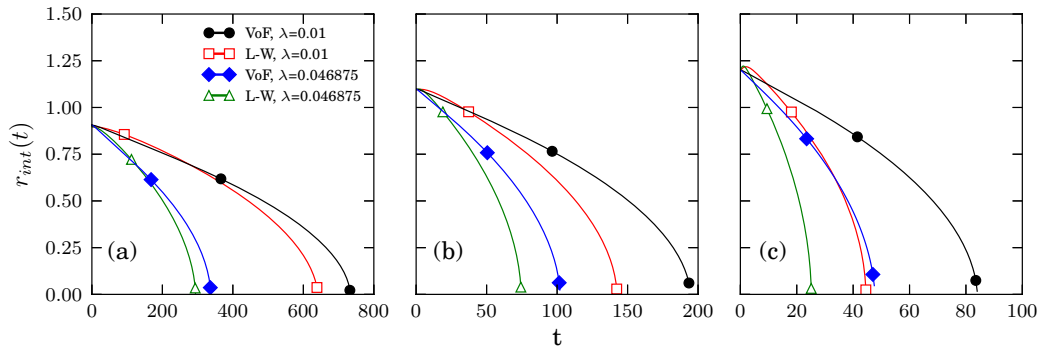 1.50
1.25
1.00
0.75
0.50
0.25
0.00
r_int(t)
VoF, λ=0.01
L-W, λ=0.01
VoF, λ=0.046875
L-W, λ=0.046875
(a)
(b)
(c)
0 200 400 600 800
0 50 100 150 200
0 20 40 60 80 100
t